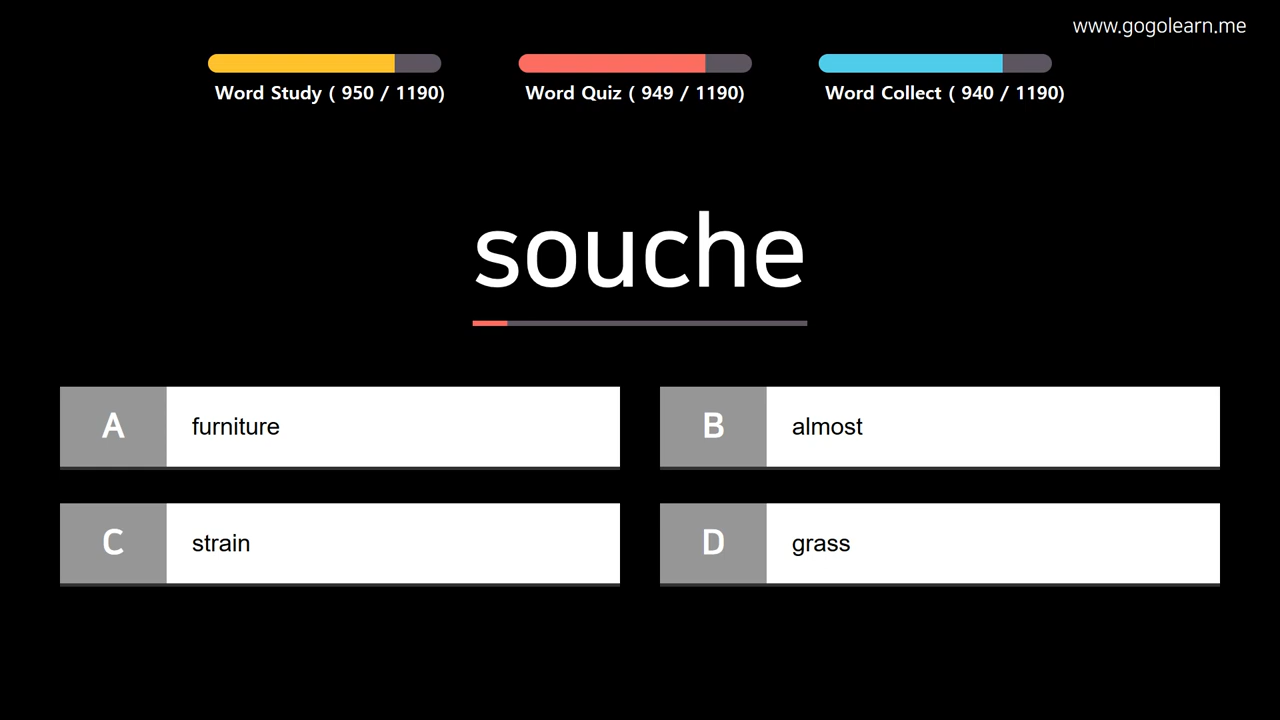 www.gogolearn.me
Word Study ( 950 / 1190)
Word Quiz ( 949 / 1190)
Word Collect ( 940 / 1190)
souche
A furniture
B almost
C strain
D grass